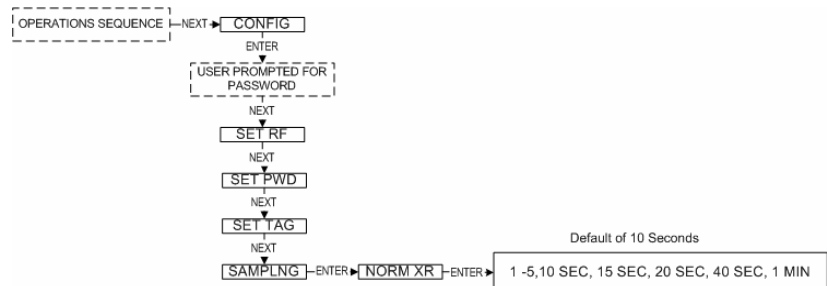 OPERATIONS SEQUENCE
NEXT
CONFIG
ENTER
USER PROMPTED FOR
PASSWORD
NEXT
SET RF
NEXT
SET PWD
NEXT
SET TAG
NEXT
SAMPLNG
ENTER
NORM XR
ENTER
Default of 10 Seconds
1 -5,10 SEC, 15 SEC, 20 SEC, 40 SEC, 1 MIN